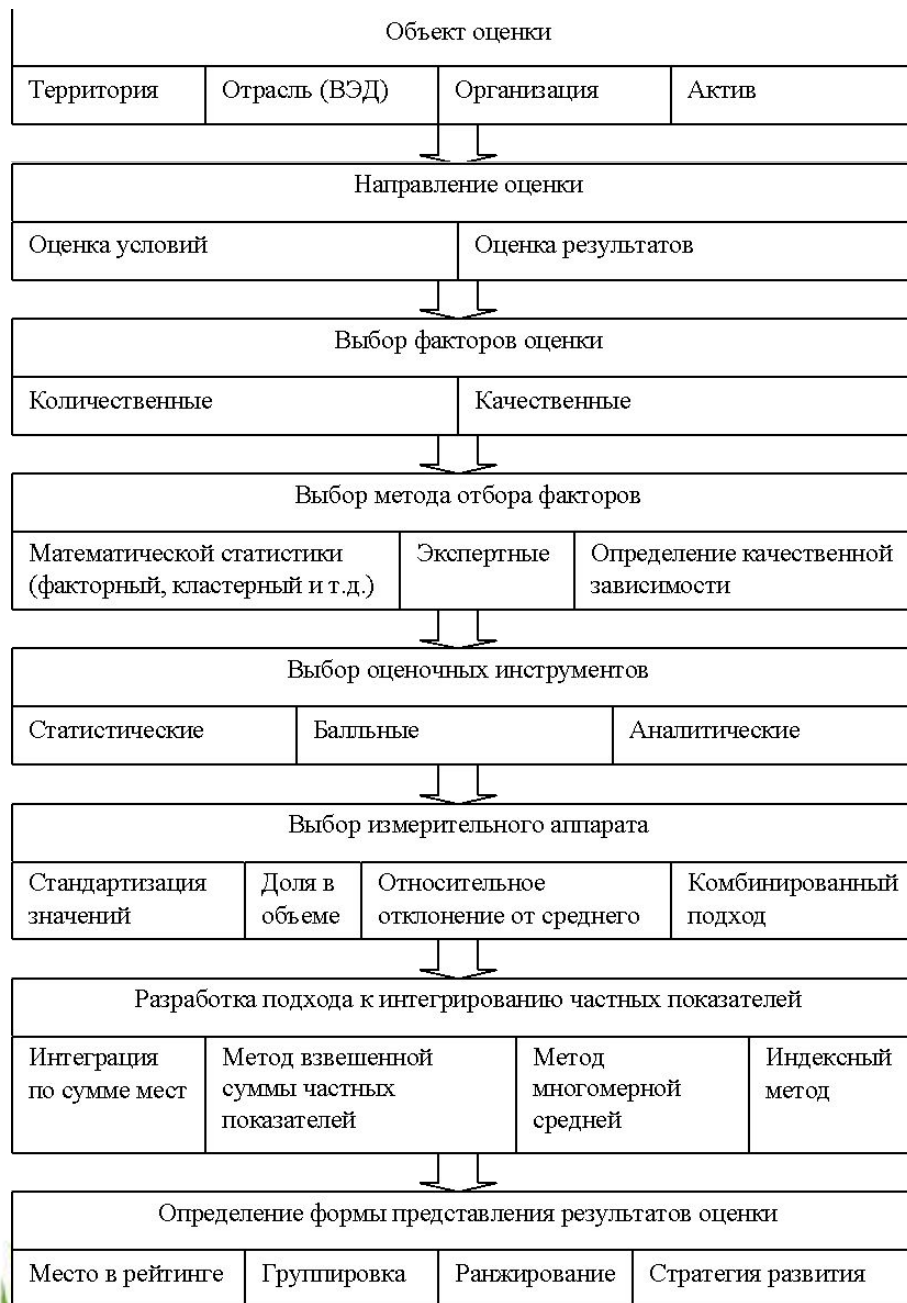 Объект оценки
Территория
Отрасль (ВЭД)
Организация
Актив
Направление оценки
Оценка условий
Оценка результатов
Выбор факторов оценки
Количественные
Качественные
Выбор метода отбора факторов
Математической статистики
(факторный, кластерный и т.д.)
Экспертные
Определение качественной
зависимости
Выбор оценочных инструментов
Статистические
Балльные
Аналитические
Выбор измерительного аппарата
Стандартизация
значений
Доля в
объеме
Относительное
отклонение от среднего
Комбинированный
подход
Разработка подхода к интегрированию частных показателей
Интеграция
по сумме мест
Метод взвешенной
суммы частных
показателей
Метод
многомерной
средней
Индексный
метод
Определение формы представления результатов оценки
Место в рейтинге
Группировка
Ранжирование
Стратегия развития